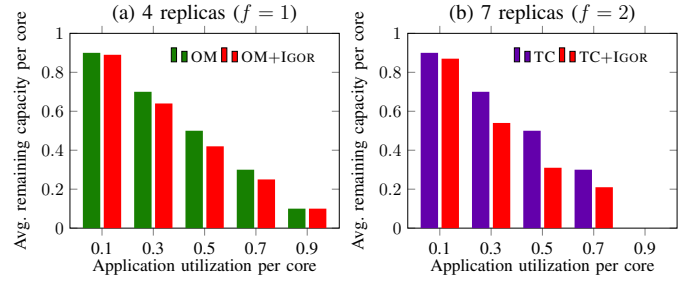 (a) 4 replicas (f = 1)
Avg. remaining capacity per core
1
0.8
0.6
0.4
0.2
0
OM OM+IGOR
0.1 0.3 0.5 0.7 0.9
Application utilization per core
(b) 7 replicas (f = 2)
Avg. remaining capacity per core
1
0.8
0.6
0.4
0.2
0
TC TC+IGOR
0.1 0.3 0.5 0.7 0.9
Application utilization per core